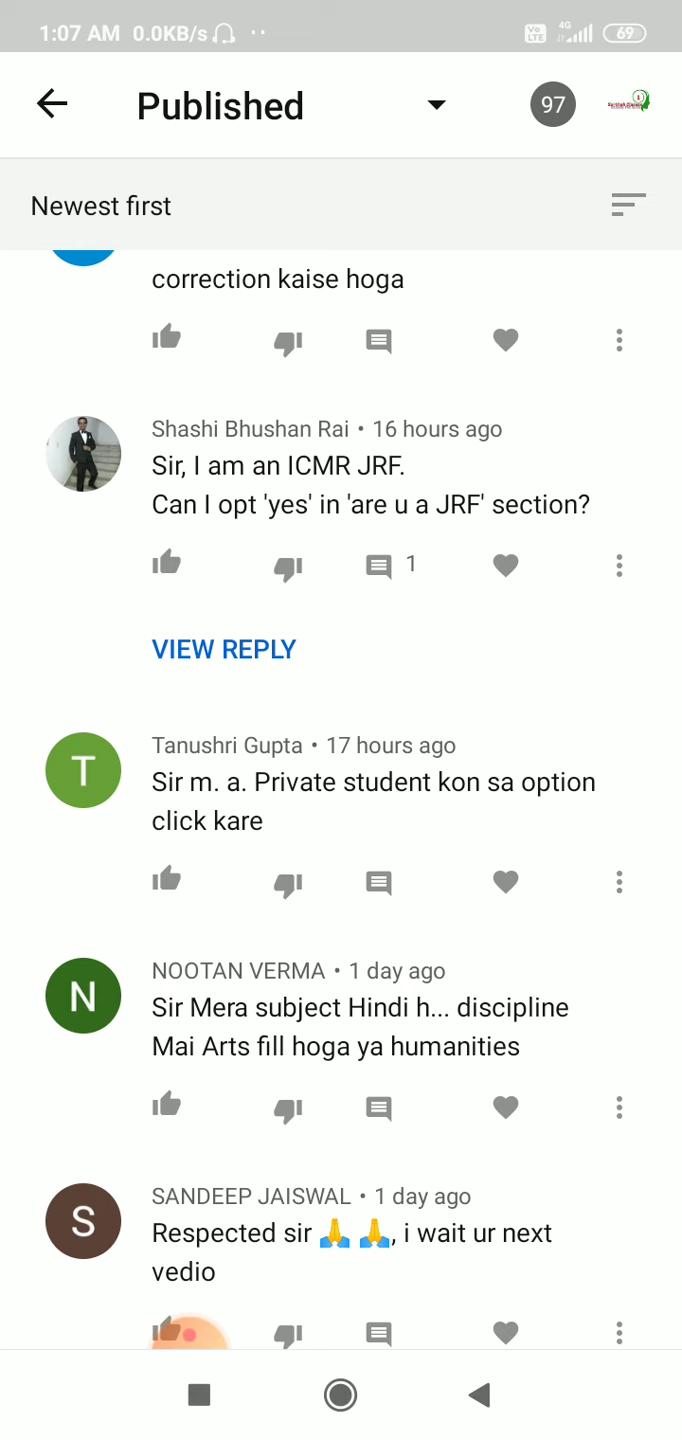 1:07 AM 0.0KB/s
Vo LTE 4G 69
Published
97
Newest first
correction kaise hoga
Shashi Bhushan Rai • 16 hours ago
Sir, I am an ICMR JRF.
Can I opt 'yes' in 'are u a JRF' section?
1
VIEW REPLY
T
Tanushri Gupta • 17 hours ago
Sir m. a. Private student kon sa option
click kare
N
NOOTAN VERMA • 1 day ago
Sir Mera subject Hindi h... discipline
Mai Arts fill hoga ya humanities
S
SANDEEP JAISWAL • 1 day ago
Respected sir 🙏 🙏, i wait ur next
vedio